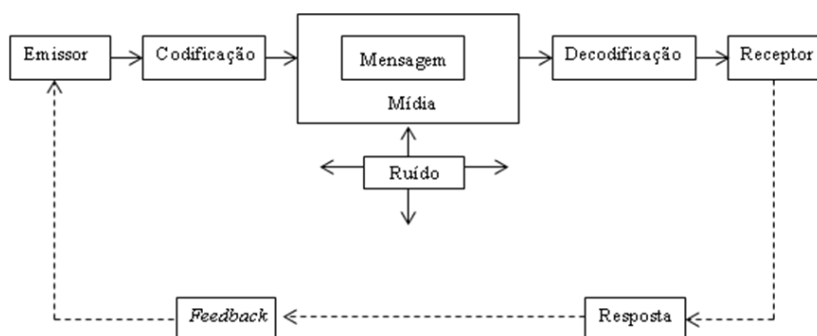 Emissor
Codificação
Mensagem
Mídia
Decodificação
Receptor
Ruído
Feedback
Resposta